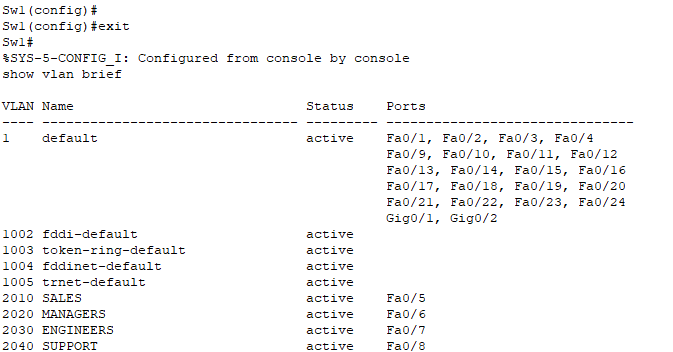 Sw1(config)#
Sw1(config)#exit
Sw1#
%SYS-5-CONFIG_I: Configured from console by console
show vlan brief

VLAN Name                             Status    Ports
---- -------------------------------- --------- -------------------------------
1    default                          active    Fa0/1, Fa0/2, Fa0/3, Fa0/4
                                                Fa0/9, Fa0/10, Fa0/11, Fa0/12
                                                Fa0/13, Fa0/14, Fa0/15, Fa0/16
                                                Fa0/17, Fa0/18, Fa0/19, Fa0/20
                                                Fa0/21, Fa0/22, Fa0/23, Fa0/24
                                                Gig0/1, Gig0/2
1002 fddi-default                     active
1003 token-ring-default               active
1004 fddinet-default                  active
1005 trnet-default                    active
2010 SALES                            active    Fa0/5
2020 MANAGERS                         active    Fa0/6
2030 ENGINEERS                        active    Fa0/7
2040 SUPPORT                          active    Fa0/8